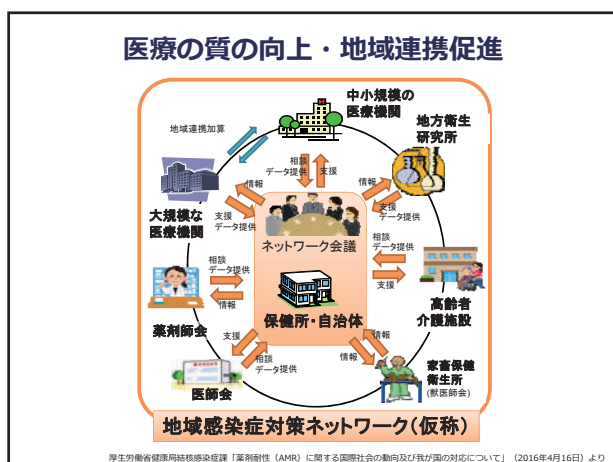 医療の質の向上・地域連携促進
中小規模の
医療機関
地域連携加算
地方衛生
研究所
相談
データ提供
支援
情報
情報
支援
データ提供
大規模な
医療機関
支援
データ提供
ネットワーク会議
相談
データ提供
支援
相談
データ提供
情報
高齢者
介護施設
保健所・自治体
薬剤師会
支援
相談
データ提供
情報
情報
医師会
家畜保健
衛生所
(獣医師会)
地域感染症対策ネットワーク(仮称)
厚生労働省健康局結核感染症課「薬剤耐性（AMR）に関する国際社会の動向及び我が国の対応について」（2016年4月16日）より